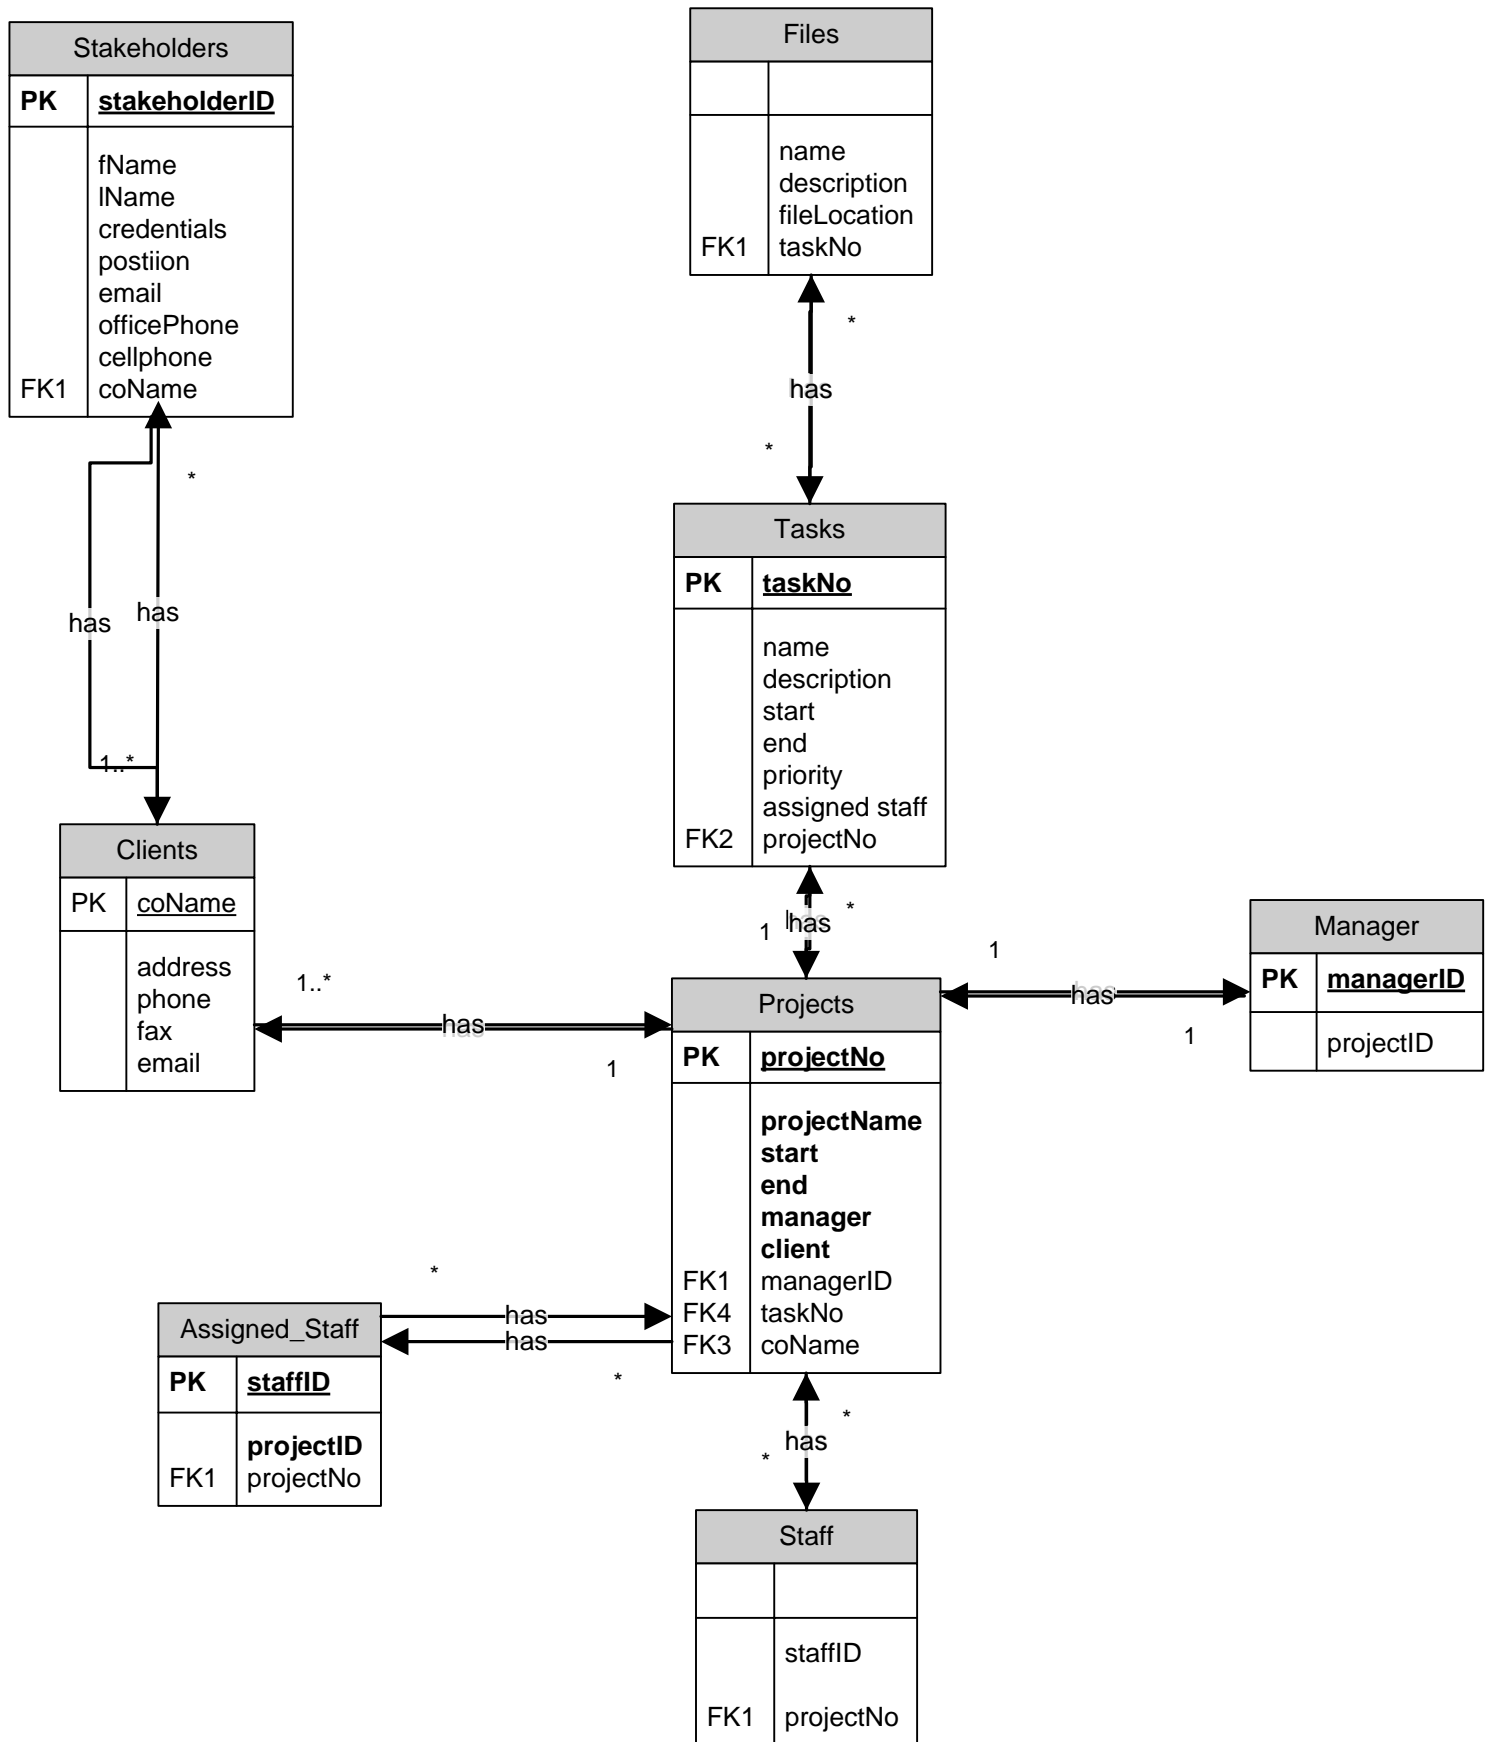 Stakeholders
PK stakeholderID
fName
lName
credentials
postiion
email
officePhone
cellphone
FK1 coName
Files
name
description
fileLocation
FK1 taskNo
*
has
*
*
has
has
1..*
Tasks
PK taskNo
name
description
start
end
priority
assigned staff
FK2 projectNo
Clients
PK coName
address
phone
fax
email
1 has *
1..*
has
1
Projects
PK projectNo
projectName
start
end
manager
client
FK1 managerID
FK4 taskNo
FK3 coName
1
has
1
Manager
PK managerID
projectID
*
has
has
*
Assigned_Staff
PK staffID
projectID
FK1 projectNo
*
has
*
Staff
staffID
FK1 projectNo